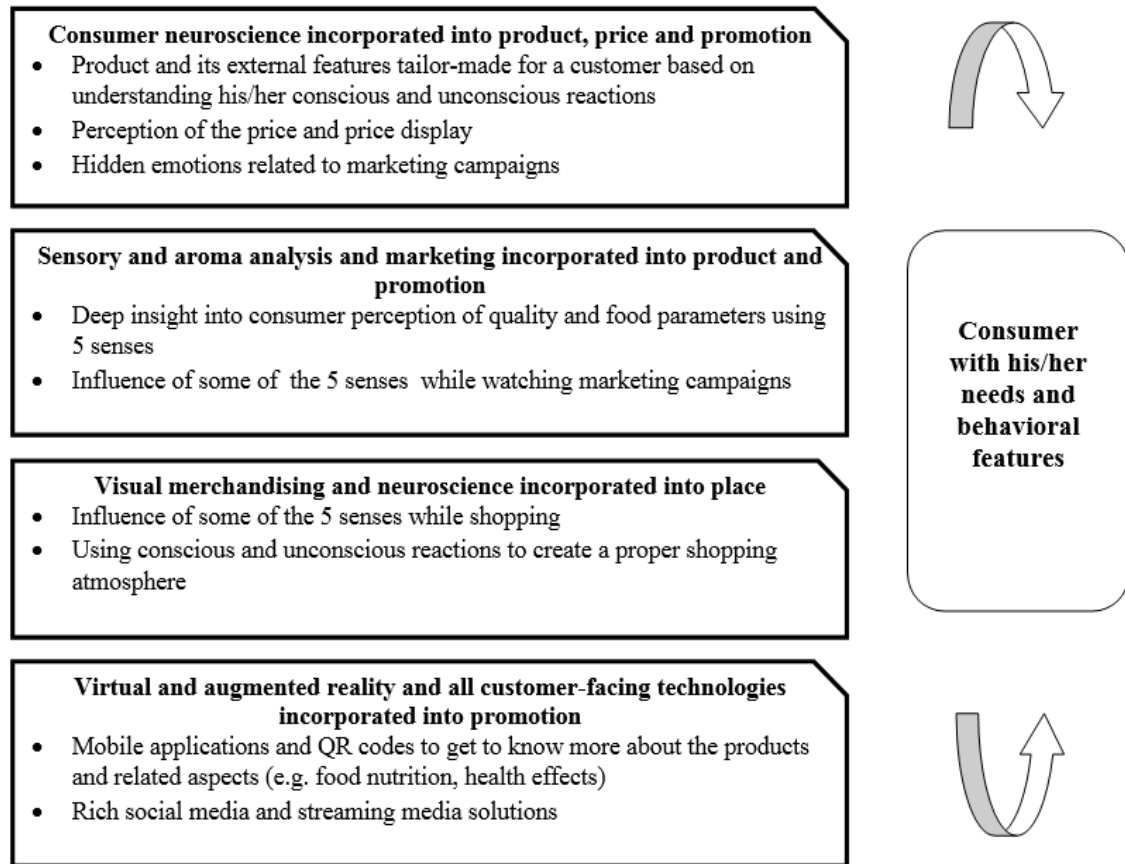 Consumer neuroscience incorporated into product, price and promotion
• Product and its external features tailor-made for a customer based on
understanding his/her conscious and unconscious reactions
• Perception of the price and price display
• Hidden emotions related to marketing campaigns
Sensory and aroma analysis and marketing incorporated into product and
promotion
• Deep insight into consumer perception of quality and food parameters using
5 senses
• Influence of some of the 5 senses while watching marketing campaigns
Visual merchandising and neuroscience incorporated into place
• Influence of some of the 5 senses while shopping
• Using conscious and unconscious reactions to create a proper shopping
atmosphere
Virtual and augmented reality and all customer-facing technologies
incorporated into promotion
• Mobile applications and QR codes to get to know more about the products
and related aspects (e.g. food nutrition, health effects)
• Rich social media and streaming media solutions
Consumer
with his/her
needs and
behavioral
features